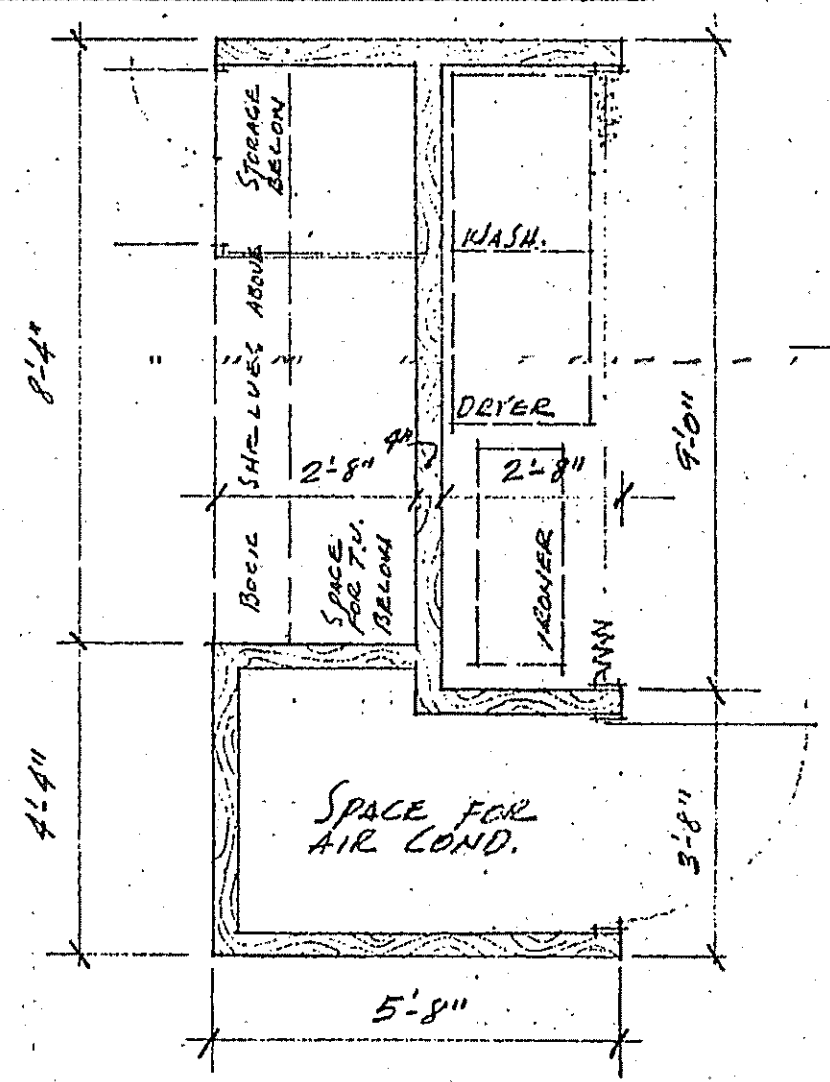 STORAGE
BELOW
WASH.
8'-4"
BOOK SHELVES ABOVE
DRYER
4"
2'-8"
2'-8"
9'-0"
SPACE
FOR T.V.
BELOW
IRONER
4'-4"
SPACE FOR
AIR COND.
3'-8"
5'-8"